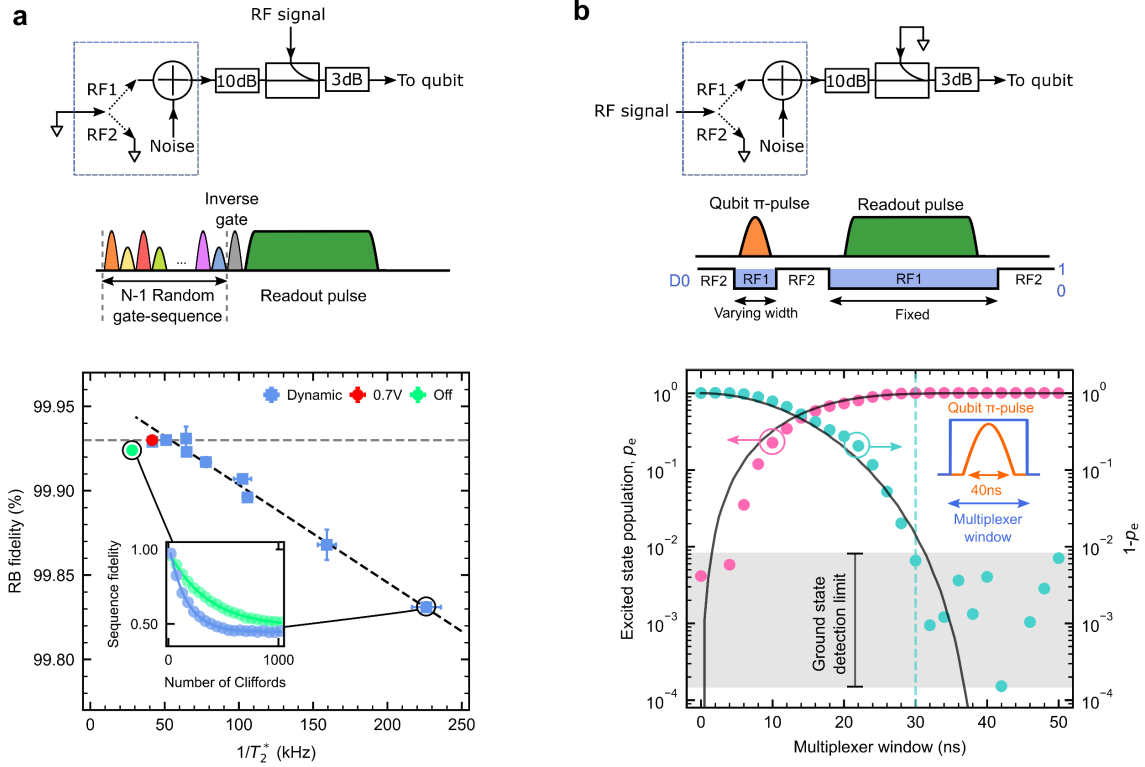 a
RF signal
RF1
RF2
Noise
10dB
3dB
To qubit
Inverse
gate
...
N-1 Random
gate-sequence
Readout pulse
Dynamic
0.7V
Off
99.95
99.90
99.85
99.80
RB fidelity (%)
1.00
0.50
Sequence fidelity
0
1000
Number of Cliffords
0
50
100
150
200
250
1/T₂* (kHz)
b
RF signal
RF1
RF2
Noise
10dB
3dB
To qubit
Qubit π-pulse
Readout pulse
D0
RF2
RF1
RF2
RF1
RF2
1
0
Varying width
Fixed
10⁰
10⁻¹
10⁻²
10⁻³
10⁻⁴
Excited state population, pₑ
Qubit π-pulse
40ns
Multiplexer
window
Ground state
detection limit
10⁰
10⁻¹
10⁻²
10⁻³
10⁻⁴
1-pₑ
0
10
20
30
40
50
Multiplexer window (ns)